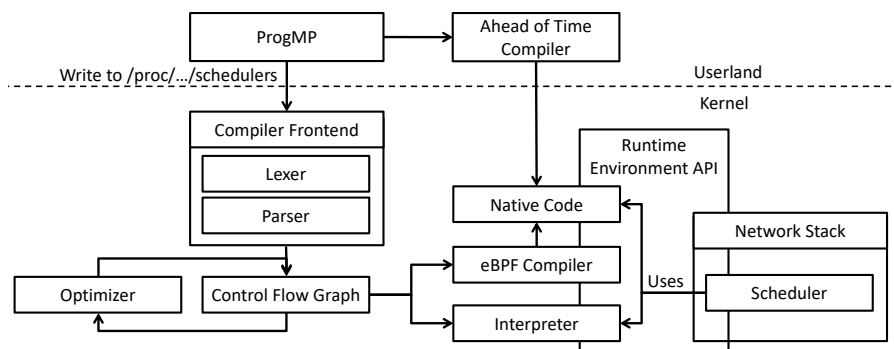 ProgMP
Ahead of Time
Compiler
Write to /proc/.../schedulers
Userland
Kernel
Compiler Frontend
Runtime
Environment API
Lexer
Parser
Native Code
Network Stack
Optimizer
Control Flow Graph
eBPF Compiler
Uses
Scheduler
Interpreter